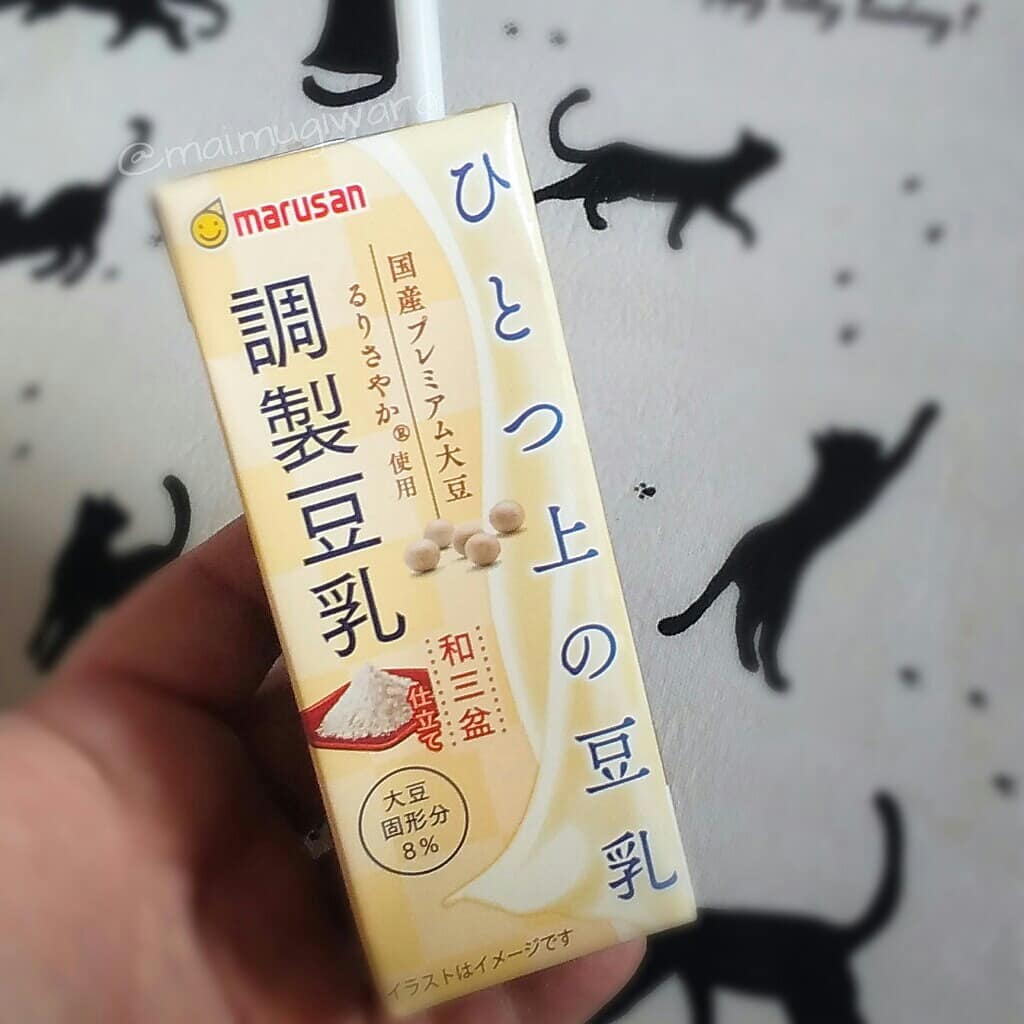 @mai.mugiwara
marusan
ひとつ上の豆乳
国産プレミアム大豆
るりさやか®使用
調製豆乳
和三盆
仕立て
大豆
固形分
8%
イラストはイメージです